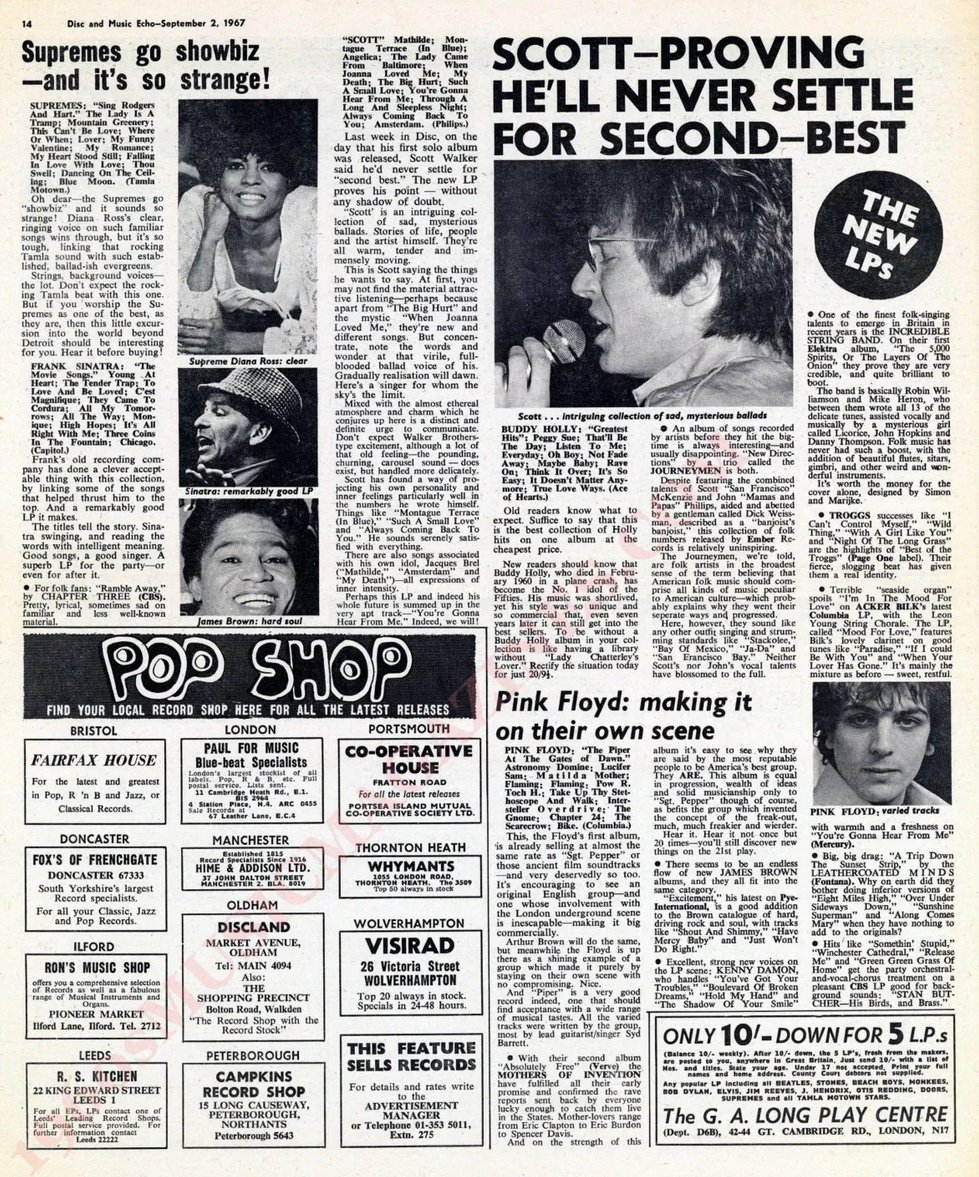 14 Disc and Music Echo—September 2, 1967
Supremes go showbiz
—and it's so strange!
SUPREMES; "Sing Rodgers
And Hart." The Lady Is A
Tramp; Mountain Greenery;
This Can't Be Love; Where
Or When; Lover; My Funny
Valentine; My Romance;
My Heart Stood Still; Falling
In Love With Love; Thou
Swell; Dancing On The Ceil-
ing; Blue Moon. (Tamla
Motown.)
Oh dear—the Supremes go
"showbiz" and it sounds so
strange! Diana Ross's clear,
ringing voice on such familiar
songs wins through, but it's so
tough, linking that rocking
Tamla sound with such estab-
lished, ballad-ish evergreens.
Strings, background voices—
the lot. Don't expect the rock-
ing Tamla beat with this one.
But if you worship the Su-
premes as one of the best, as
they are, then this little excur-
sion into the world beyond
Detroit should be interesting
for you. Hear it before buying!
FRANK SINATRA: "The
Movie Songs." Young At
Heart; The Tender Trap; To
Love And Be Loved; C'est
Magnifique; They Came To
Cordura; All My Tomor-
rows; All The Way; Mon-
ique; High Hopes; It's All
Right With Me; Three Coins
In The Fountain; Chicago.
(Capitol.)
Frank's old recording com-
pany has done a clever accept-
able thing with this collection,
by linking some of the songs
that helped thrust him to the
top. And a remarkably good
LP it makes.
The titles tell the story. Sina-
tra swinging, and reading the
words with intelligent meaning.
Good songs, a good singer. A
superb LP for the party—or
even for after it.
● For folk fans: "Ramble Away,"
by CHAPTER THREE (CBS).
Pretty, lyrical, sometimes sad on
familiar and less well-known
material.
Supreme Diana Ross: clear
Sinatra: remarkably good LP
James Brown: hard soul
"SCOTT" Mathilde; Mon-
tague Terrace (In Blue);
Angelica; The Lady Came
From Baltimore; When
Joanna Loved Me; My
Death; The Big Hurt; Such
A Small Love; You're Gonna
Hear From Me; Through A
Long And Sleepless Night;
Always Coming Back To
You; Amsterdam. (Philips.)
Last week in Disc, on the
day that his first solo album
was released, Scott Walker
said he'd never settle for
"second best." The new LP
proves his point — without
any shadow of doubt.
"Scott' is an intriguing col-
lection of sad, mysterious
ballads. Stories of life, people
and the artist himself. They're
all warm, tender and im-
mensely moving.
This is Scott saying the things
he wants to say. At first, you
may not find the material attrac-
tive listening—perhaps because
apart from "The Big Hurt" and
the mystic "When Joanna
Loved Me," they're new and
different songs. But concen-
trate, note the words and
wonder at that virile, full-
blooded ballad voice of his.
Gradually realisation will dawn.
Here's a singer for whom the
sky's the limit.
Mixed with the almost ethereal
atmosphere and charm which he
conjures up here is a distinct and
definite urge to communicate.
Don't expect Walker Brothers-
type excitement, although a lot of
that old feeling—the pounding,
churning, carousel sound — does
exist, but handled more delicately.
Scott has found a way of pro-
jecting his own personality and
inner feelings particularly well in
the numbers he wrote himself.
Things like "Montague Terrace
(In Blue)," "Such A Small Love"
and "Always Coming Back To
You." He sounds serenely satis-
fied with everything.
There are also songs associated
with his own idol, Jacques Brel
("Mathilde," "Amsterdam" and
"My Death")—all expressions of
inner intensity.
Perhaps this LP and indeed his
whole future is summed up in the
very apt track—"You're Gonna
Hear From Me." Indeed, we will!
SCOTT—PROVING
HE'LL NEVER SETTLE
FOR SECOND—BEST
THE
NEW
LPs
Scott . . . intriguing collection of sad, mysterious ballads
BUDDY HOLLY; "Greatest
Hits": Peggy Sue; That'll Be
The Day; Listen To Me;
Everyday; Oh Boy; Not Fade
Away; Maybe Baby; Rave
On; Think It Over; It's So
Easy; It Doesn't Matter Any-
more; True Love Ways. (Ace
of Hearts.)
Old readers know what to
expect. Suffice to say that this
is the best collection of Holly
hits on one album at the
cheapest price.
New readers should know that
Buddy Holly, who died in Febru-
ary 1960 in a plane crash, has
become the No. 1 idol of the
Fifties. His music was shortlived,
yet his style was so unique and
so commercial that, even seven
years later it can still get into the
best sellers. To be without a
Buddy Holly album in your col-
lection is like having a library
without "Lady Chatterley's
Lover." Rectify the situation today
for just 20/9½.
● An album of songs recorded
by artists before they hit the big-
time is always interesting—and
usually disappointing. "New Direc-
tions" by a trio called the
JOURNEYMEN is both.
Despite featuring the combined
talents of Scott "San Francisco"
McKenzie and John "Mamas and
Papas" Phillips, aided and abetted
by a gentleman called Dick Weiss-
man, described as a "banjoist's
banjoist," this collection of folk
numbers released by Ember Re-
cords is relatively uninspiring.
The Journeymen, we're told,
are folk artists in the broadest
sense of the term believing that
American folk music should com-
prise all kinds of music peculiar
to American culture—which prob-
ably explains why they went their
seperate ways and progressed.
Here, however, they sound like
any other outfit singing and strum-
ming standards like "Stackolee,"
"Bay Of Mexico," "Ja-Da" and
"San Francisco Bay." Neither
Scott's nor John's vocal talents
have blossomed to the full.
● One of the finest folk-singing
talents to emerge in Britain in
recent years is the INCREDIBLE
STRING BAND. On their first
Elektra album, "The 5,000
Spirits, Or The Layers Of The
Onion" they prove they are very
credible, and quite brilliant to
boot.
The band is basically Robin Wil-
liamson and Mike Heron, who
between them wrote all 13 of the
delicate tunes, assisted vocally and
musically by a mysterious girl
called Licorice, John Hopkins and
Danny Thompson. Folk music has
never had such a boost, with the
addition of beautiful flutes, sitars,
gimbri, and other weird and won-
derful instruments.
It's worth the money for the
cover alone, designed by Simon
and Marijke.
● TROGGS successes like "I
Can't Control Myself," "Wild
Thing," "With A Girl Like You"
and "Night Of The Long Grass"
are the highlights of "Best of the
Troggs" (Page One label). Their
fierce, slogging beat has given
them a real identity.
● Terrible "seaside organ"
spoils "I'm In The Mood For
Love" on ACKER BILK's latest
Columbia LP, with the Leon
Young String Chorale. The LP,
called "Mood For Love," features
Bilk's lovely clarinet on good
tunes like "Paradise," "If I could
Be With You" and "When Your
Lover Has Gone." It's mainly the
mixture as before — sweet, restful.
Pink Floyd: making it
on their own scene
PINK FLOYD; "The Piper
At The Gates of Dawn."
Astronomy Domine; Lucifer
Sam; Matilda Mother;
Flaming; Flaming; Pow R.
Toc H.; Take Up Thy Stet-
hoscope And Walk; Inter-
stellar Overdrive; The
Gnome; Chapter 24; The
Scarecrow; Bike. (Columbia.)
This, the Floyd's first album,
is already selling at almost the
same rate as "Sgt. Pepper" or
those ancient film soundtracks
—and very deservedly so too.
It's encouraging to see an
original English group—and
one whose involvement with
the London underground scene
is inescapable—making it big
commercially.
Arthur Brown will do the same,
but meanwhile the Floyd is up
there as a shining example of a
group which made it purely by
staying on their own scene with
no compromising. Nice.
And "Piper" is a very good
record indeed, one that should
find acceptance with a wide range
of musical tastes. All the varied
tracks were written by the group,
most by lead guitarist/singer Syd
Barrett.
● With their second album
"Absolutely Free" (Verve) the
MOTHERS OF INVENTION
have fulfilled all their early
promise and confirmed the rave
reports sent back by everyone
lucky enough to catch them live
in the States. Mother-lovers range
from Eric Clapton to Eric Burdon
to Spencer Davis.
And on the strength of this
album it's easy to see why they
are said by the most reputable
people to be America's best group.
They ARE. This album is equal
in progression, wealth of ideas
and solid musicianship only to
"Sgt. Pepper" though of course,
as befits the group which invented
the concept of the freak-out,
much, much freakier and wierder.
Hear it. Hear it not once but
20 times—you'll still discover new
things on the 21st play.
● There seems to be an endless
flow of new JAMES BROWN
albums, and they all fit into the
same category.
"Excitement," his latest on Pye-
International, is a good addition
to the Brown catalogue of hard,
driving rock and soul, with tracks
like "Shout And Shimmy," "Have
Mercy Baby" and "Just Won't
Do Right."
● Excellent, strong new voices on
the LP scene: KENNY DAMON,
who handles "You've Got Your
Troubles," "Boulevard Of Broken
Dreams," "Hold My Hand" and
"The Shadow Of Your Smile"
PINK FLOYD: varied tracks
with warmth and a freshness on
"You're Gonna Hear From Me"
(Mercury).
● Big, big drag: "A Trip Down
The Sunset Strip," by the
LEATHERCOATED MINDS
(Fontana). Why on earth did they
bother doing inferior versions of
"Eight Miles High," "Over Under
Sideways Down," "Sunshine
Superman" and "Along Comes
Mary" when they have nothing to
add to the originals?
● Hits like "Somethin' Stupid,"
"Winchester Cathedral," "Release
Me" and "Green Green Grass Of
Home" get the party orchestral-
and-vocal-chorus treatment on a
pleasant CBS LP good for back-
ground sounds: "STAN BUT-
CHER—His Birds, and Brass."
POP SHOP
FIND YOUR LOCAL RECORD SHOP HERE FOR ALL THE LATEST RELEASES
BRISTOL
FAIRFAX HOUSE
For the latest and greatest
in Pop, R 'n B and Jazz, or
Classical Records.
DONCASTER
FOX'S OF FRENCHGATE
DONCASTER 67333
South Yorkshire's largest
Record specialists.
For all your Classic, Jazz
and Pop Records.
ILFORD
RON'S MUSIC SHOP
offers you a comprehensive selection
of Records as well as a fabulous
range of Musical Instruments and
Organs.
PIONEER MARKET
Ilford Lane, Ilford. Tel. 2712
LEEDS
R. S. KITCHEN
22 KING EDWARD STREET
LEEDS 1
For all EPs, LPs contact one of
Leeds' Leading Record Shops.
Full postal service provided. For
further information contact
Leeds 22222
LONDON
PAUL FOR MUSIC
Blue-beat Specialists
London's largest stockist of all
labels. Pop, R & B, etc. Full
postal service. Lists sent.
11 Cambridge Heath Rd., E.1.
BIS 2964
4 Station Place, N.4. ARC 0455
Sale Records at
67 Leather Lane, E.C.4
MANCHESTER
Established 1815
Record Specialists Since 1916
HIME & ADDISON LTD.
37 JOHN DALTON STREET
MANCHESTER 2. BLA. 8019
OLDHAM
DISCLAND
MARKET AVENUE,
OLDHAM
Tel: MAIN 4094
Also:
THE
SHOPPING PRECINCT
Bolton Road, Walkden
"The Record Shop with the
Record Stock"
PETERBOROUGH
CAMPKINS
RECORD SHOP
15 LONG CAUSEWAY,
PETERBOROUGH,
NORTHANTS
Peterborough 5643
PORTSMOUTH
CO-OPERATIVE
HOUSE
FRATTON ROAD
For all the latest releases
PORTSEA ISLAND MUTUAL
CO-OPERATIVE SOCIETY LTD.
THORNTON HEATH
WHYMANTS
1055 LONDON ROAD,
THORNTON HEATH. Tho 3509
Top 50 always in stock
WOLVERHAMPTON
VISIRAD
26 Victoria Street
WOLVERHAMPTON
Top 20 always in stock.
Specials in 24-48 hours.
THIS FEATURE
SELLS RECORDS
For details and rates write
to the
ADVERTISEMENT
MANAGER
or Telephone 01-353 5011,
Extn. 275
ONLY 10/- DOWN FOR 5 L.P.s
(Balance 10/- weekly). After 10/- down, the 5 LP's, fresh from the makers,
are posted to you, anywhere in Great Britain. Just send 10/- with a list of
Nos. and titles. State your age. Under 17 not accepted. Print your full
names and home address. County Court debtors not supplied.
Any popular LP including all BEATLES, STONES, BEACH BOYS, MONKEES,
BOB DYLAN, ELVIS, JIM REEVES, J. HENDRIX, OTIS REDDING, DOORS,
SUPREMES and all TAMLA MOTOWN STARS.
The G. A. LONG PLAY CENTRE
(Dept. D6B), 42-44 GT. CAMBRIDGE RD., LONDON, N17